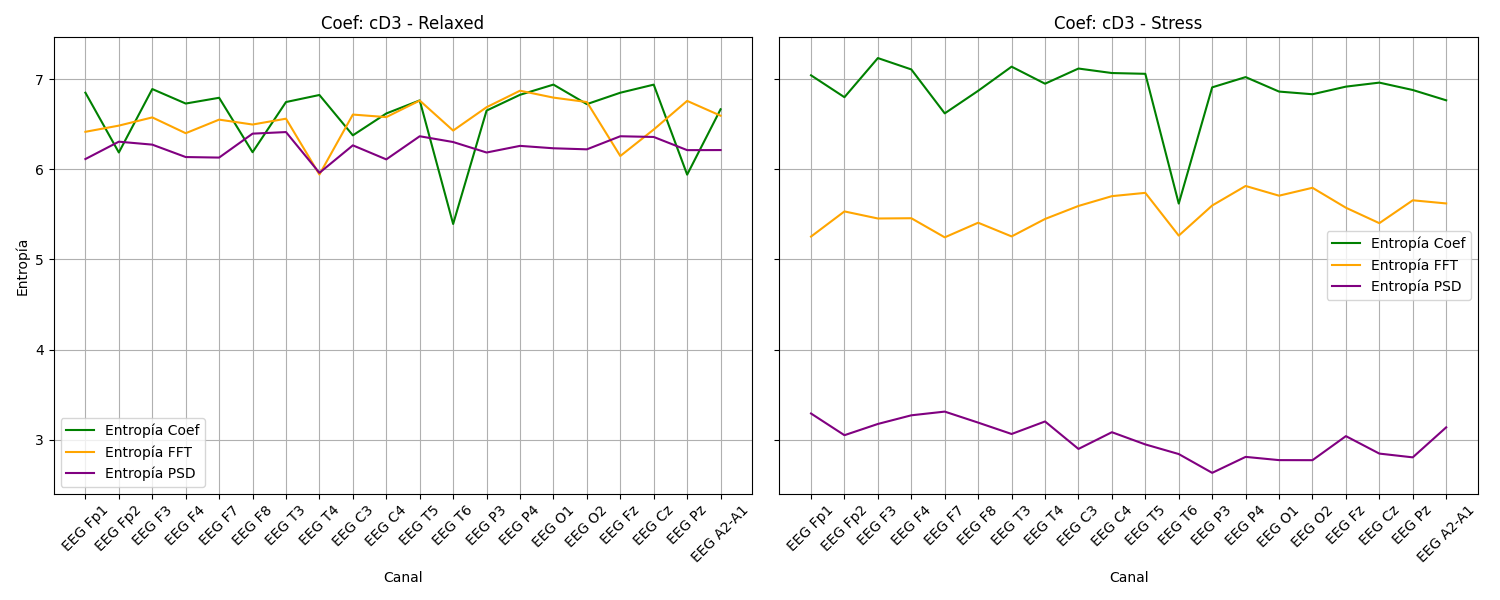 Coef: cD3 - Relaxed
Entropía
7
6
5
4
3
Entropía Coef
Entropía FFT
Entropía PSD
EEG Fp1
EEG Fp2
EEG F3
EEG F4
EEG F7
EEG F8
EEG T3
EEG T4
EEG C3
EEG C4
EEG T5
EEG T6
EEG P3
EEG P4
EEG O1
EEG O2
EEG Fz
EEG Cz
EEG Pz
EEG A2-A1
Canal
Coef: cD3 - Stress
Entropía Coef
Entropía FFT
Entropía PSD
EEG Fp1
EEG Fp2
EEG F3
EEG F4
EEG F7
EEG F8
EEG T3
EEG T4
EEG C3
EEG C4
EEG T5
EEG T6
EEG P3
EEG P4
EEG O1
EEG O2
EEG Fz
EEG Cz
EEG Pz
EEG A2-A1
Canal